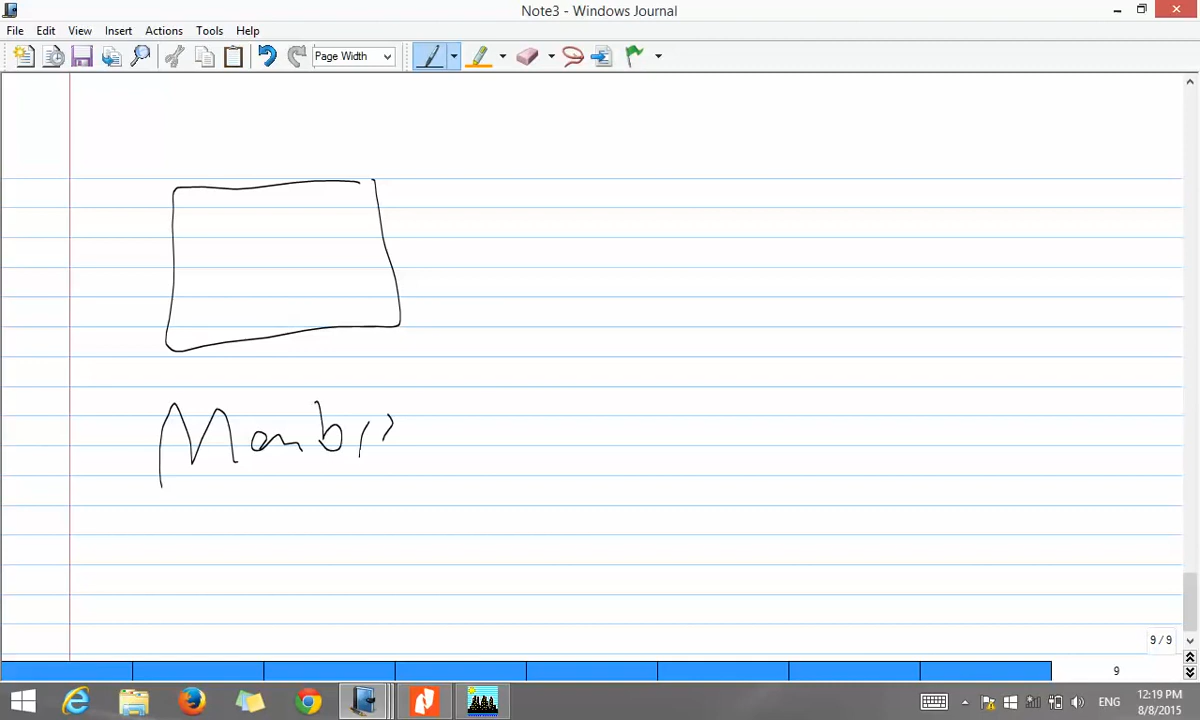 Note3 - Windows Journal
File Edit View Insert Actions Tools Help
Page Width
9 / 9
9
ENG
12:19 PM
8/8/2015